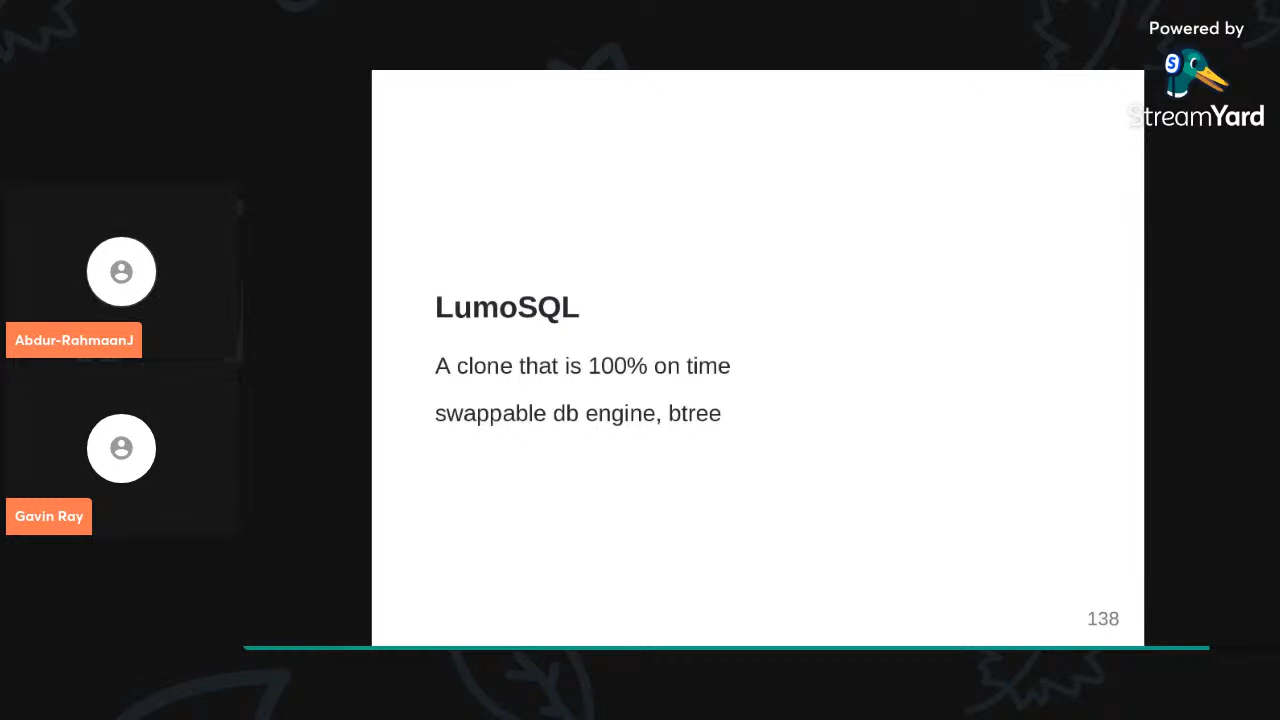 Powered by
S
StreamYard
LumoSQL
A clone that is 100% on time
swappable db engine, btree
Abdur-RahmaanJ
Gavin Ray
138